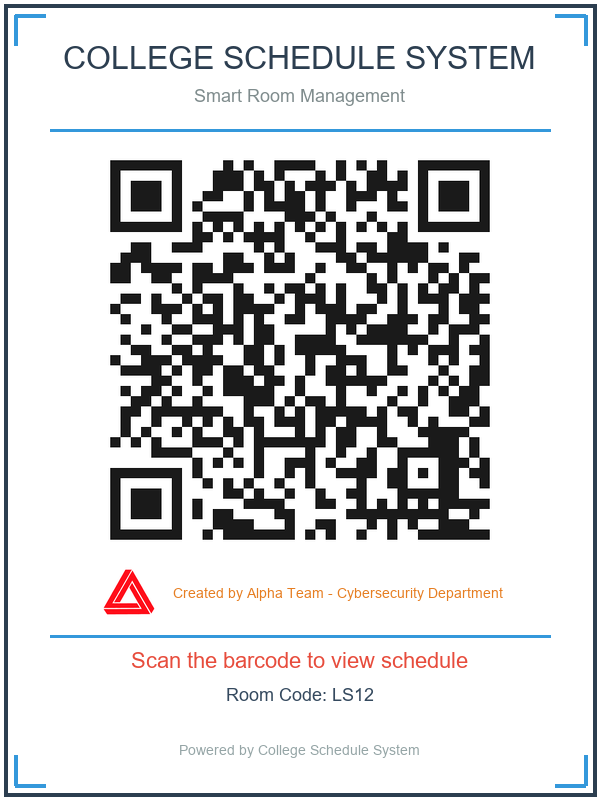 COLLEGE SCHEDULE SYSTEM
Smart Room Management
Created by Alpha Team - Cybersecurity Department
Scan the barcode to view schedule
Room Code: LS12
Powered by College Schedule System